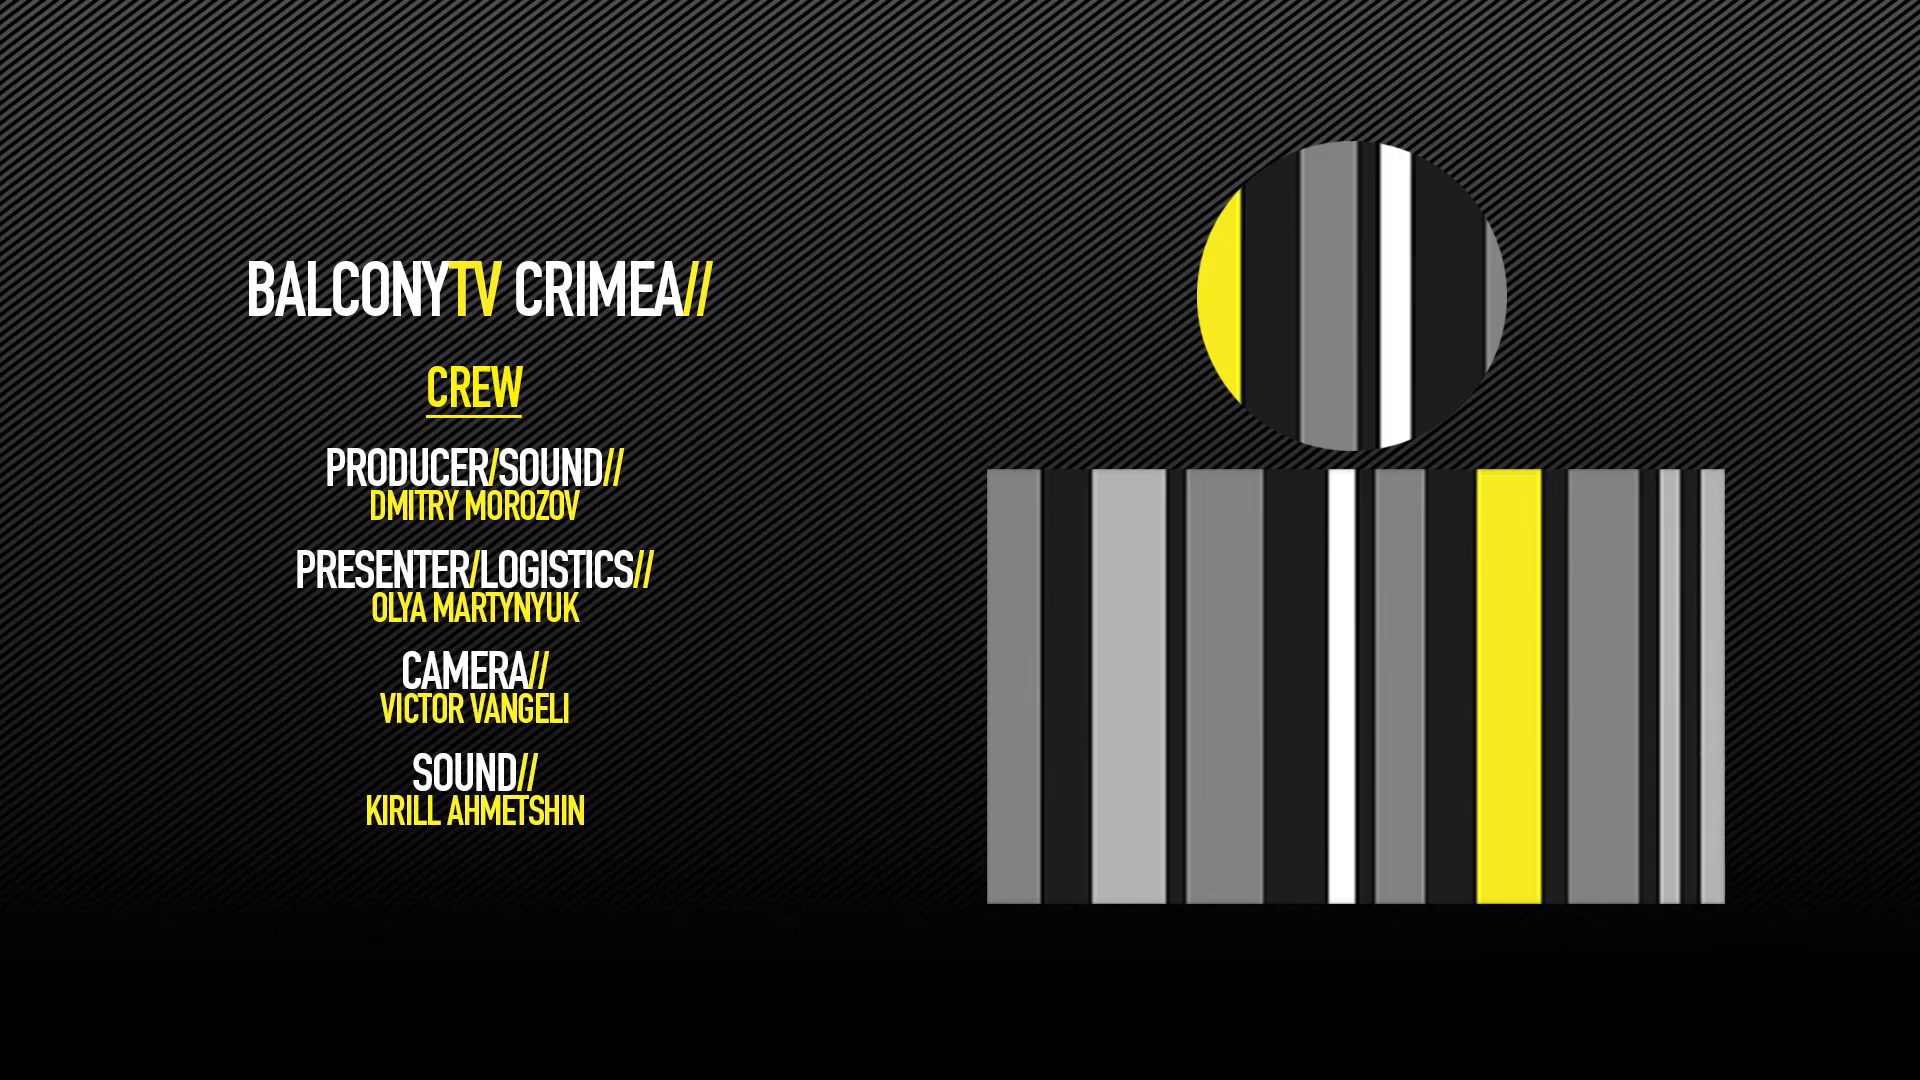 BALCONYTV CRIMEA//
CREW
PRODUCER/SOUND//
DMITRY MOROZOV
PRESENTER/LOGISTICS//
OLYA MARTYNYUK
CAMERA//
VICTOR VANGELI
SOUND//
KIRILL AHMETSHIN